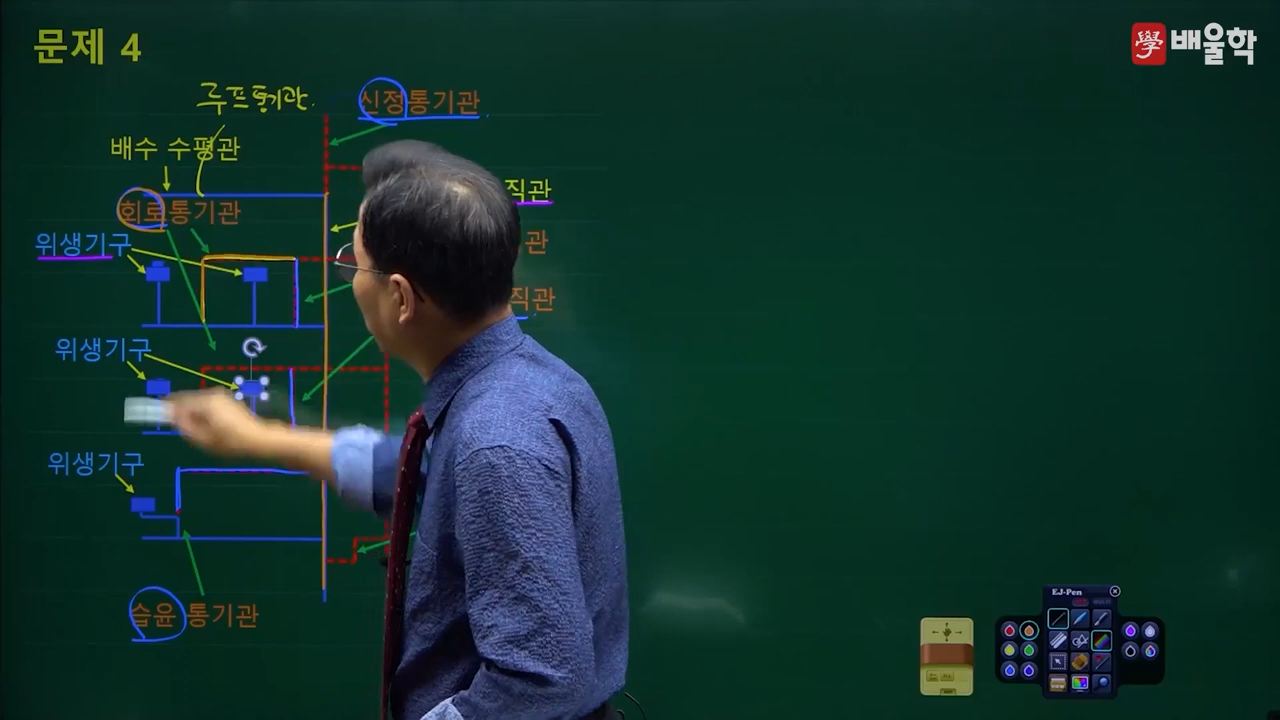 문제 4
學 배울학
루프통기관.
신정통기관
배수 수평관
직관
회로통기관
관
위생기구
직관
위생기구
위생기구
습윤 통기관
EJ-Pen